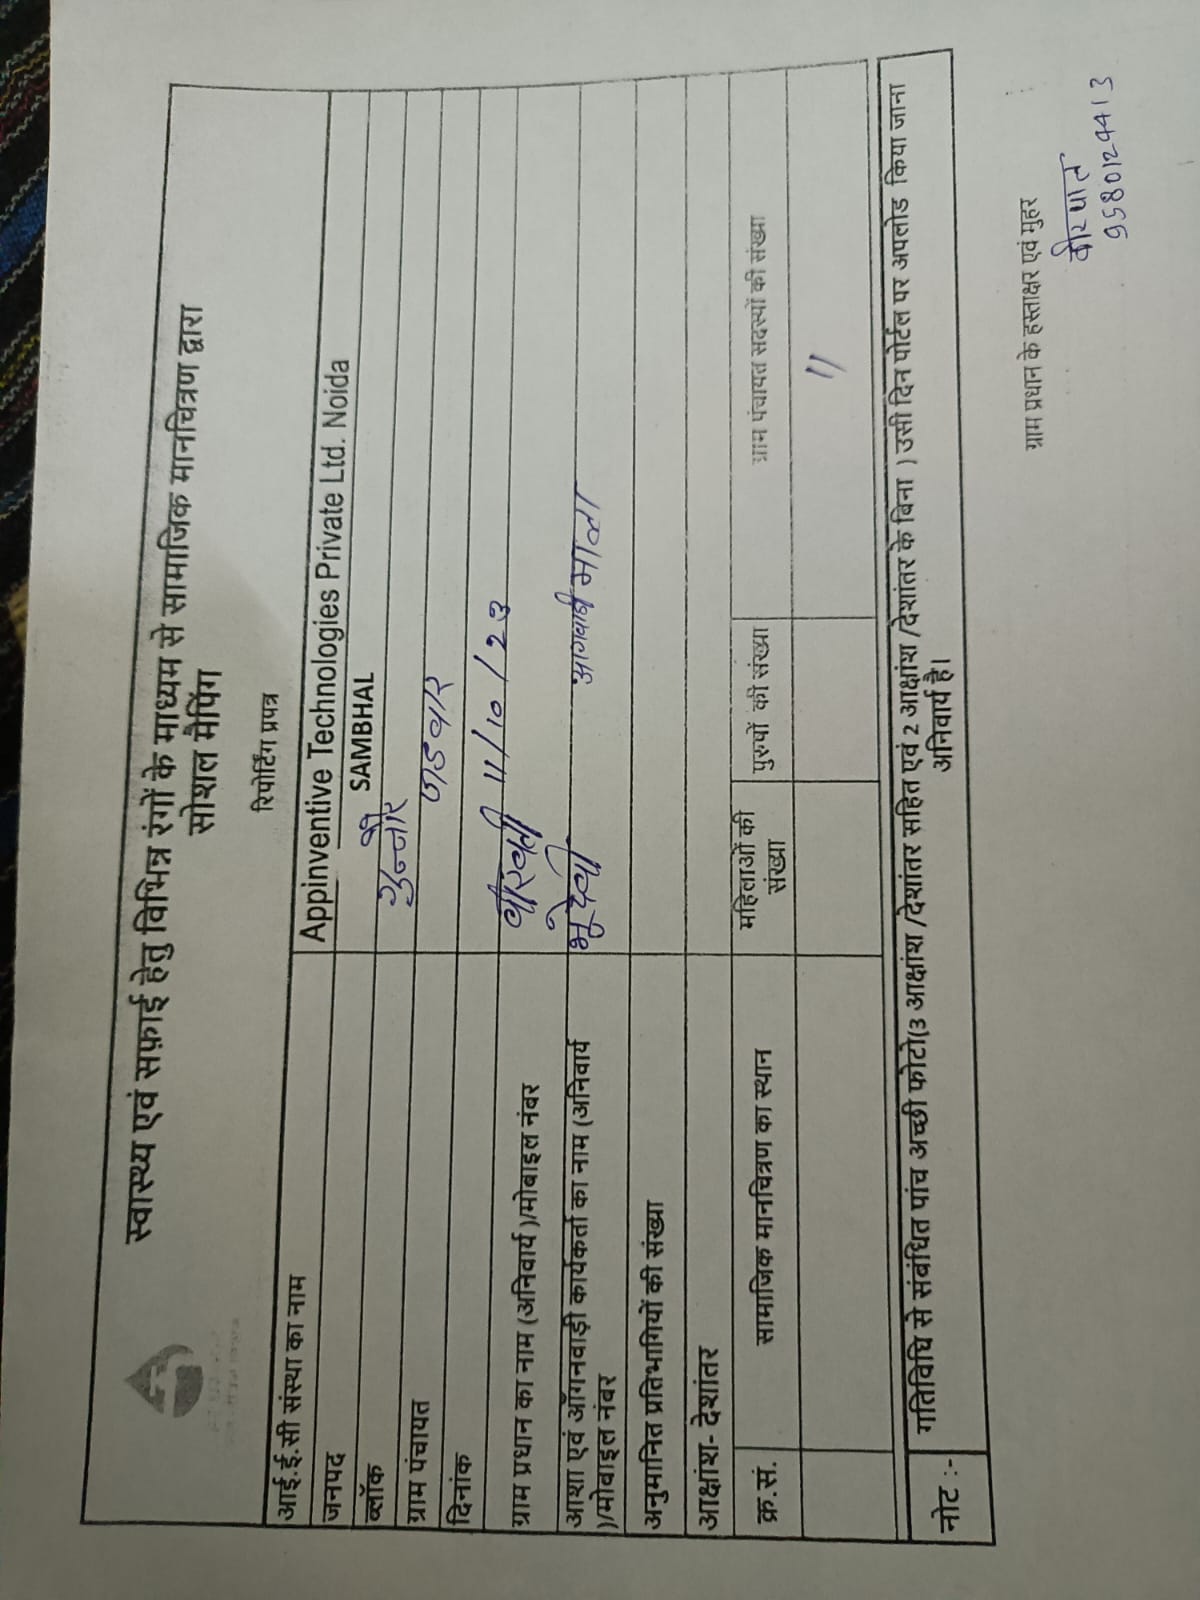 स्वास्थ्य एवं सफ़ाई हेतु विभिन्न रंगों के माध्यम से सामाजिक मानचित्रण द्वारा
सोशल मैपिंग
रिपोर्टिंग प्रपत्र
आई.ई.सी संस्था का नाम Appinventive Technologies Private Ltd. Noida
जनपद SAMBHAL
ब्लॉक गुन्नौर
ग्राम पंचायत
दिनांक 11/10/23
ग्राम प्रधान का नाम (अनिवार्य)/मोबाइल नंबर वीरवती
आशा एवं आँगनवाड़ी कार्यकर्ता का नाम (अनिवार्य
)/मोबाइल नंबर
अनुमानित प्रतिभागियों की संख्या
आक्षांश- देशांतर
क्र.सं. सामाजिक मानचित्रण का स्थान महिलाओं की पुरुषों की संख्या ग्राम पंचायत सदस्यों की संख्या
संख्या
11
नोट :- गतिविधि से संबंधित पांच अच्छी फोटो(3 आक्षांश /देशांतर सहित एवं 2 आक्षांश /देशांतर के बिना ) उसी दिन पोर्टल पर अपलोड किया जाना
अनिवार्य है।
ग्राम प्रधान के हस्ताक्षर एवं मुहर
वीरपाल